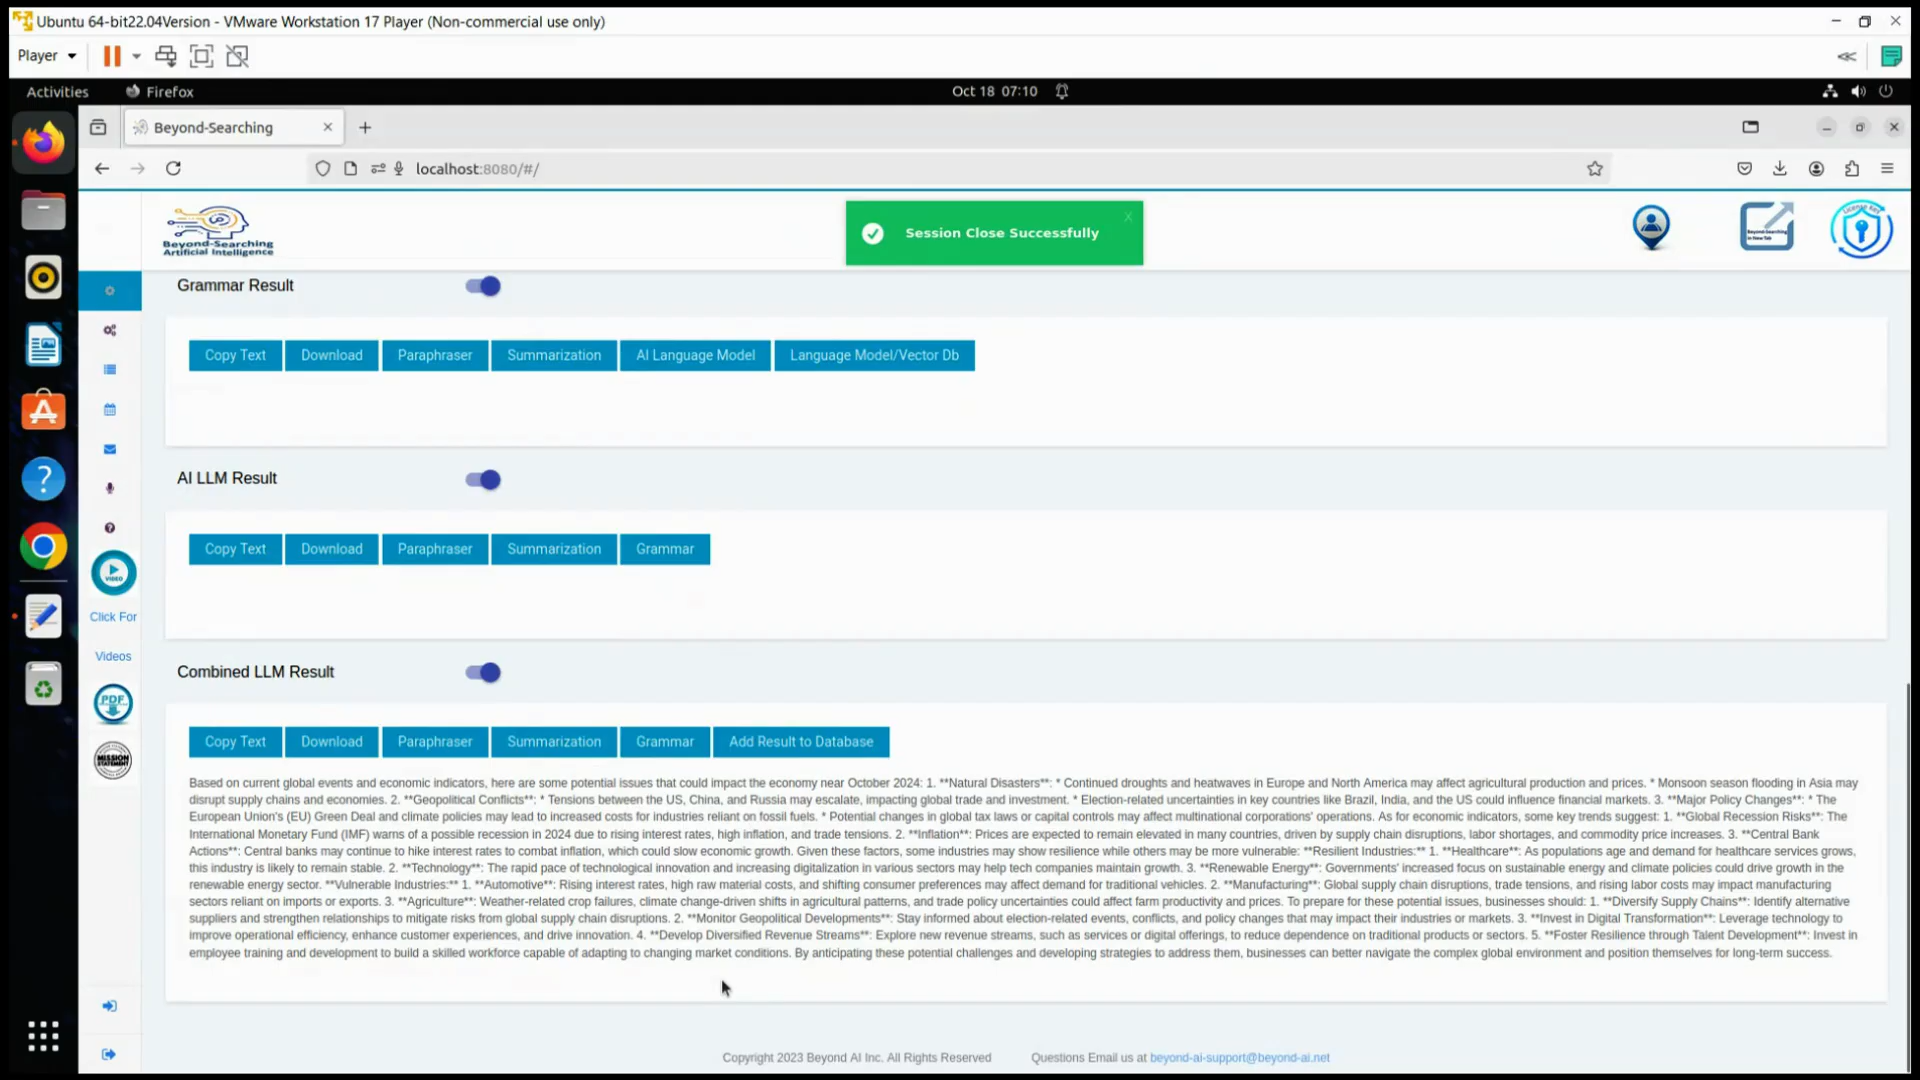 Ubuntu 64-bit22.04Version - VMware Workstation 17 Player (Non-commercial use only)
Player
Activities
Firefox
Oct 18 07:10
Beyond-Searching
localhost:8080/#/
Beyond-Searching
Artificial Intelligence
Session Close Successfully
x
Beyond-Searching
In New Tab
License Key
Grammar Result
Copy Text
Download
Paraphraser
Summarization
AI Language Model
Language Model/Vector Db
AI LLM Result
Copy Text
Download
Paraphraser
Summarization
Grammar
VIDEO
Click For
Videos
PDF
MISSION
STATEMENT
Combined LLM Result
Copy Text
Download
Paraphraser
Summarization
Grammar
Add Result to Database
Based on current global events and economic indicators, here are some potential issues that could impact the economy near October 2024: 1. **Natural Disasters**: * Continued droughts and heatwaves in Europe and North America may affect agricultural production and prices. * Monsoon season flooding in Asia may
disrupt supply chains and economies. 2. **Geopolitical Conflicts**: * Tensions between the US, China, and Russia may escalate, impacting global trade and investment. * Election-related uncertainties in key countries like Brazil, India, and the US could influence financial markets. 3. **Major Policy Changes**: * The
European Union's (EU) Green Deal and climate policies may lead to increased costs for industries reliant on fossil fuels. * Potential changes in global tax laws or capital controls may affect multinational corporations' operations. As for economic indicators, some key trends suggest: 1. **Global Recession Risks**: The
International Monetary Fund (IMF) warns of a possible recession in 2024 due to rising interest rates, high inflation, and trade tensions. 2. **Inflation**: Prices are expected to remain elevated in many countries, driven by supply chain disruptions, labor shortages, and commodity price increases. 3. **Central Bank
Actions**: Central banks may continue to hike interest rates to combat inflation, which could slow economic growth. Given these factors, some industries may show resilience while others may be more vulnerable: **Resilient Industries:** 1. **Healthcare**: As populations age and demand for healthcare services grows,
this industry is likely to remain stable. 2. **Technology**: The rapid pace of technological innovation and increasing digitalization in various sectors may help tech companies maintain growth. 3. **Renewable Energy**: Governments' increased focus on sustainable energy and climate policies could drive growth in the
renewable energy sector. **Vulnerable Industries:** 1. **Automotive**: Rising interest rates, high raw material costs, and shifting consumer preferences may affect demand for traditional vehicles. 2. **Manufacturing**: Global supply chain disruptions, trade tensions, and rising labor costs may impact manufacturing
sectors reliant on imports or exports. 3. **Agriculture**: Weather-related crop failures, climate change-driven shifts in agricultural patterns, and trade policy uncertainties could affect farm productivity and prices. To prepare for these potential issues, businesses should: 1. **Diversify Supply Chains**: Identify alternative
suppliers and strengthen relationships to mitigate risks from global supply chain disruptions. 2. **Monitor Geopolitical Developments**: Stay informed about election-related events, conflicts, and policy changes that may impact their industries or markets. 3. **Invest in Digital Transformation**: Leverage technology to
improve operational efficiency, enhance customer experiences, and drive innovation. 4. **Develop Diversified Revenue Streams**: Explore new revenue streams, such as services or digital offerings, to reduce dependence on traditional products or sectors. 5. **Foster Resilience through Talent Development**: Invest in
employee training and development to build a skilled workforce capable of adapting to changing market conditions. By anticipating these potential challenges and developing strategies to address them, businesses can better navigate the complex global environment and position themselves for long-term success.
Copyright 2023 Beyond AI Inc. All Rights Reserved
Questions Email us at beyond-ai-support@beyond-ai.net